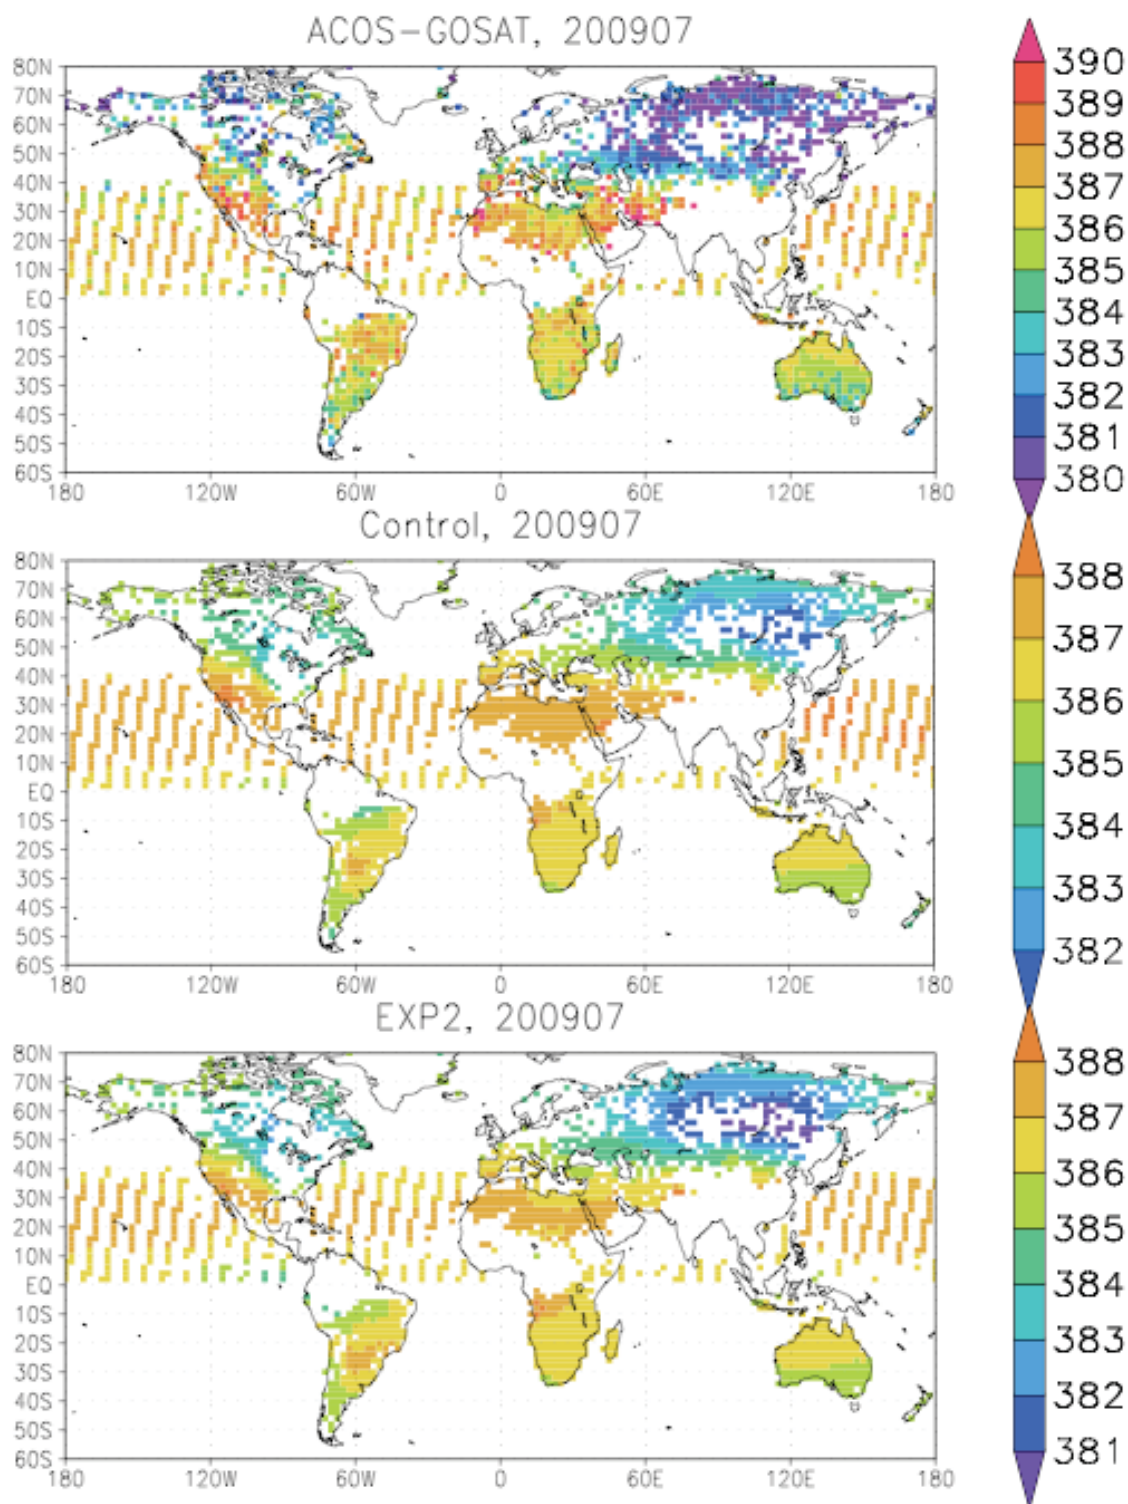 ACOS-GOSAT, 200907
80N
70N
60N
50N
40N
30N
20N
10N
EQ
10S
20S
30S
40S
50S
60S
180 120W 60W 0 60E 120E 180
390
389
388
387
386
385
384
383
382
381
380
Control, 200907
80N
70N
60N
50N
40N
30N
20N
10N
EQ
10S
20S
30S
40S
50S
60S
180 120W 60W 0 60E 120E 180
388
387
386
385
384
383
382
EXP2, 200907
80N
70N
60N
50N
40N
30N
20N
10N
EQ
10S
20S
30S
40S
50S
60S
180 120W 60W 0 60E 120E 180
388
387
386
385
384
383
382
381